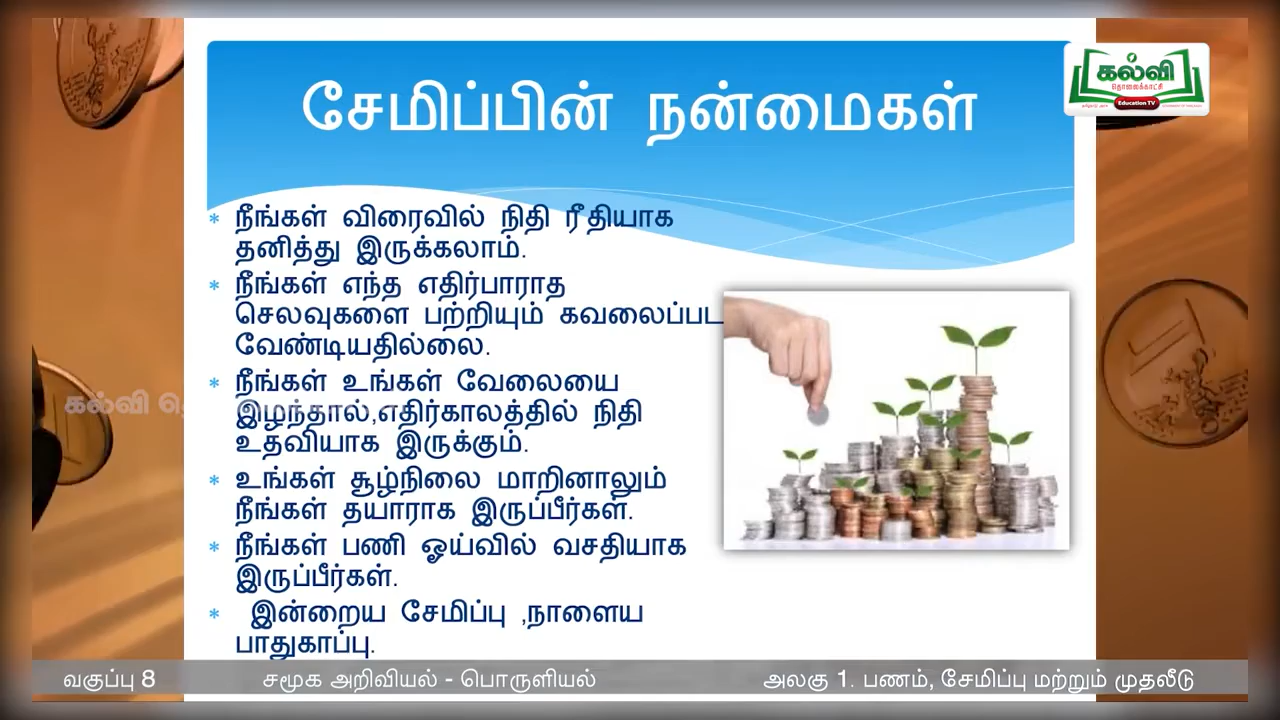 சேமிப்பின் நன்மைகள்
கல்வி
தொலைக்காட்சி
Education TV
* நீங்கள் விரைவில் நிதி ரீதியாக
தனித்து இருக்கலாம்.
* நீங்கள் எந்த எதிர்பாராத
செலவுகளை பற்றியும் கவலைப்பட
வேண்டியதில்லை.
* நீங்கள் உங்கள் வேலையை
இழந்தால்,எதிர்காலத்தில் நிதி
உதவியாக இருக்கும்.
* உங்கள் சூழ்நிலை மாறினாலும்
நீங்கள் தயாராக இருப்பீர்கள்.
* நீங்கள் பணி ஓய்வில் வசதியாக
இருப்பீர்கள்.
* இன்றைய சேமிப்பு ,நாளைய
பாதுகாப்பு.
கல்வி
வகுப்பு 8 சமூக அறிவியல் - பொருளியல் அலகு 1. பணம், சேமிப்பு மற்றும் முதலீடு